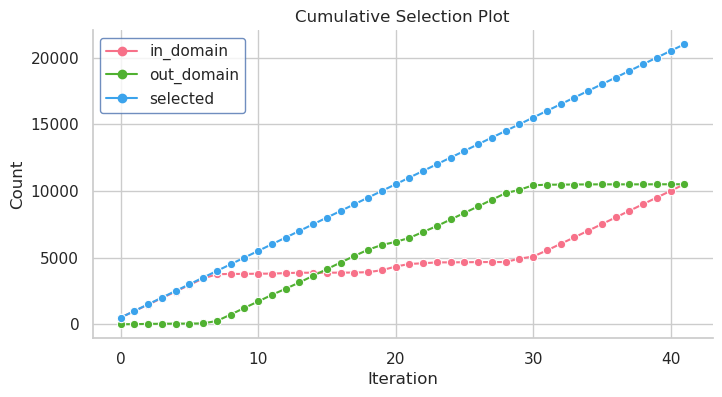 Cumulative Selection Plot
in_domain
out_domain
selected
20000
15000
10000
5000
0
Count
0 10 20 30 40
Iteration